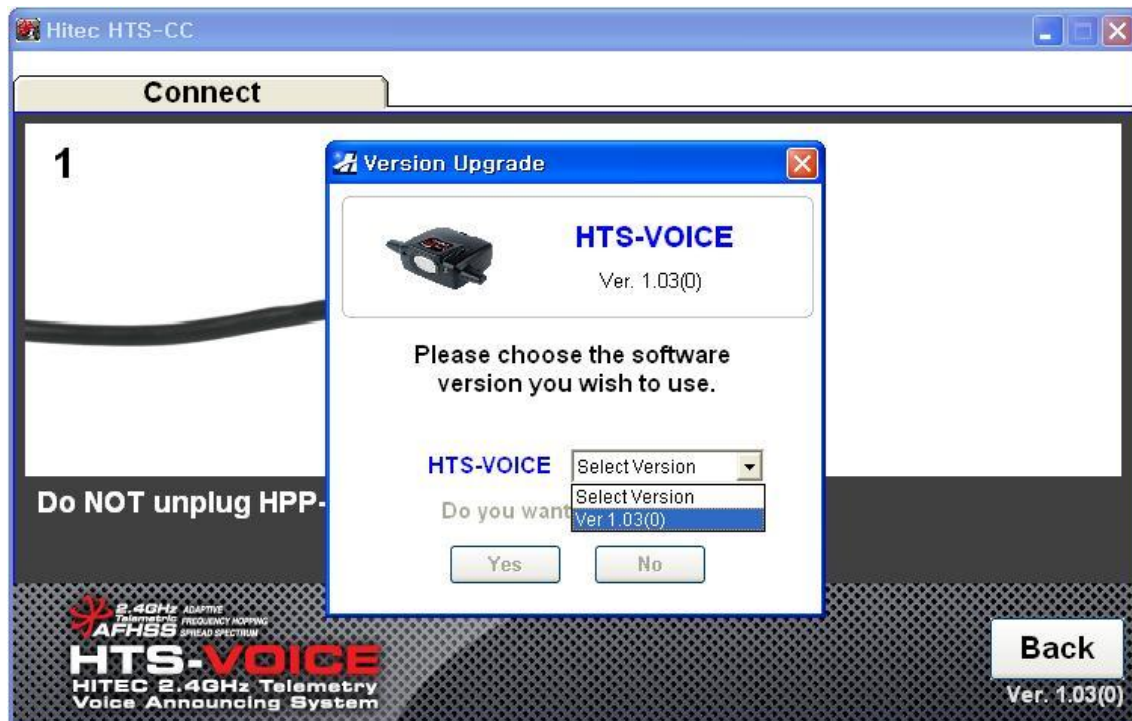 Hitec HTS-CC
Connect
1
Version Upgrade
HTS-VOICE
Ver. 1.03(0)
Please choose the software
version you wish to use.
HTS-VOICE Select Version
Select Version
Do you want
Ver 1.03(0)
Yes No
Do NOT unplug HPP-
2.4GHz ADAPTIVE
Telemetric FREQUENCY HOPPING
AFHSS SPREAD SPECTRUM
HTS-VOICE
HITEC 2.4GHz Telemetry
Voice Announcing System
Back
Ver. 1.03(0)